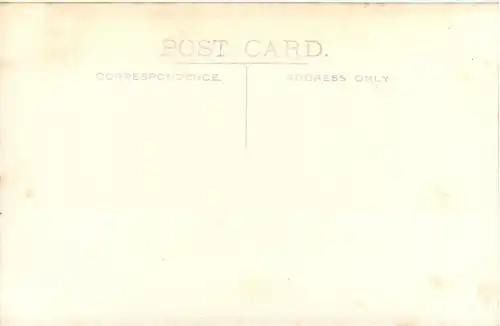 POST CARD.
CORRESPONDENCE. ADDRESS ONLY